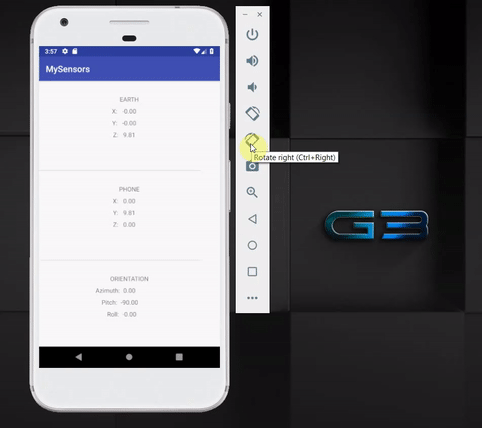 3:57
MySensors
EARTH
X: -0.00
Y: -0.00
Z: 9.81
PHONE
X: 0.00
Y: 9.81
Z: 0.00
ORIENTATION
Azimuth: 0.00
Pitch: -90.00
Roll: -0.00
Rotate right (Ctrl+Right)
G3